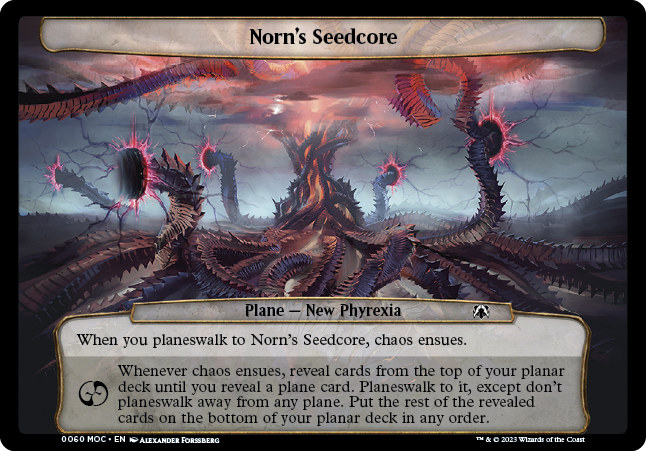 Norn's Seedcore
Plane — New Phyrexia
When you planeswalk to Norn's Seedcore, chaos ensues.
Whenever chaos ensues, reveal cards from the top of your planar
deck until you reveal a plane card. Planeswalk to it, except don't
planeswalk away from any plane. Put the rest of the revealed
cards on the bottom of your planar deck in any order.
0060 MOC • EN Alexander Forssberg
™ & © 2023 Wizards of the Coast